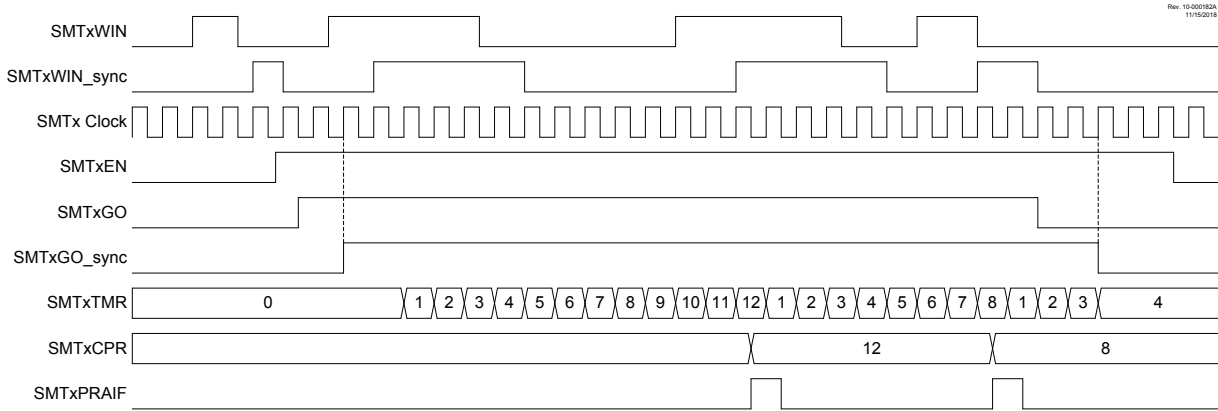 Rev. 10-000182A
11/15/2018
SMTxWIN
SMTxWIN_sync
SMTx Clock
SMTxEN
SMTxGO
SMTxGO_sync
SMTxTMR 0 1 2 3 4 5 6 7 8 9 10 11 12 1 2 3 4 5 6 7 8 1 2 3 4
SMTxCPR 12 8
SMTxPRAIF